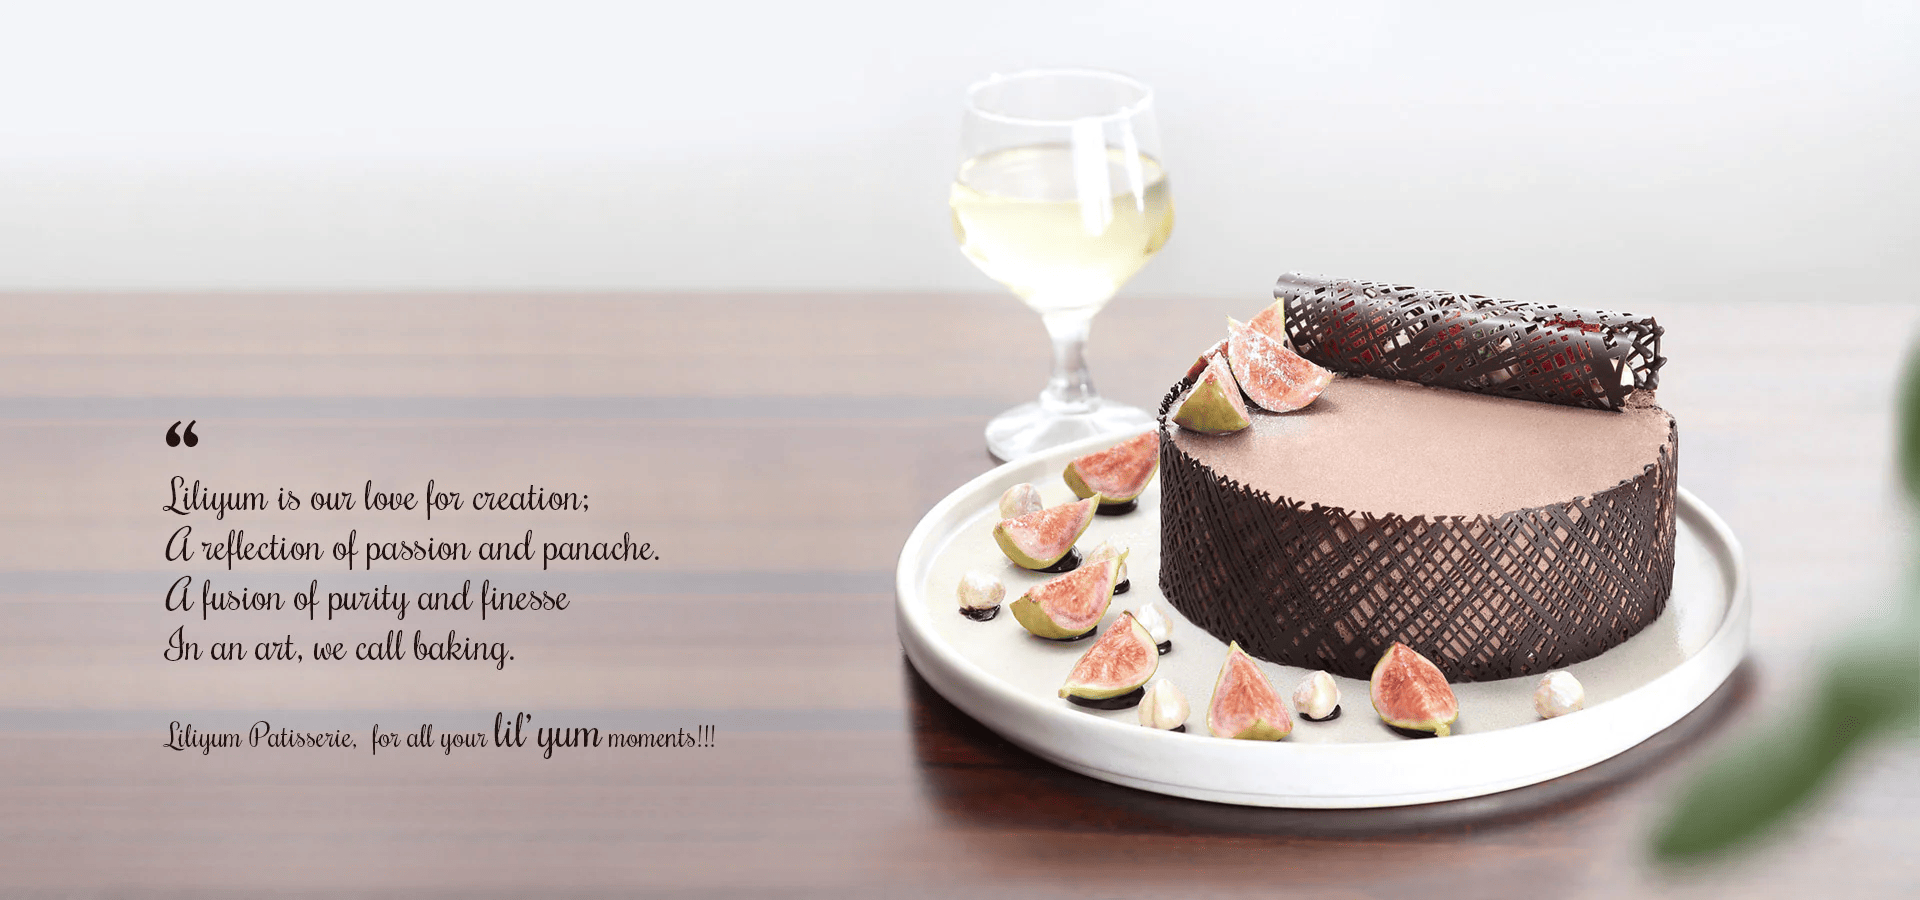 “
Liliyum is our love for creation;
A reflection of passion and panache.
A fusion of purity and finesse
In an art, we call baking.
Liliyum Patisserie, for all your lil' yum moments!!!